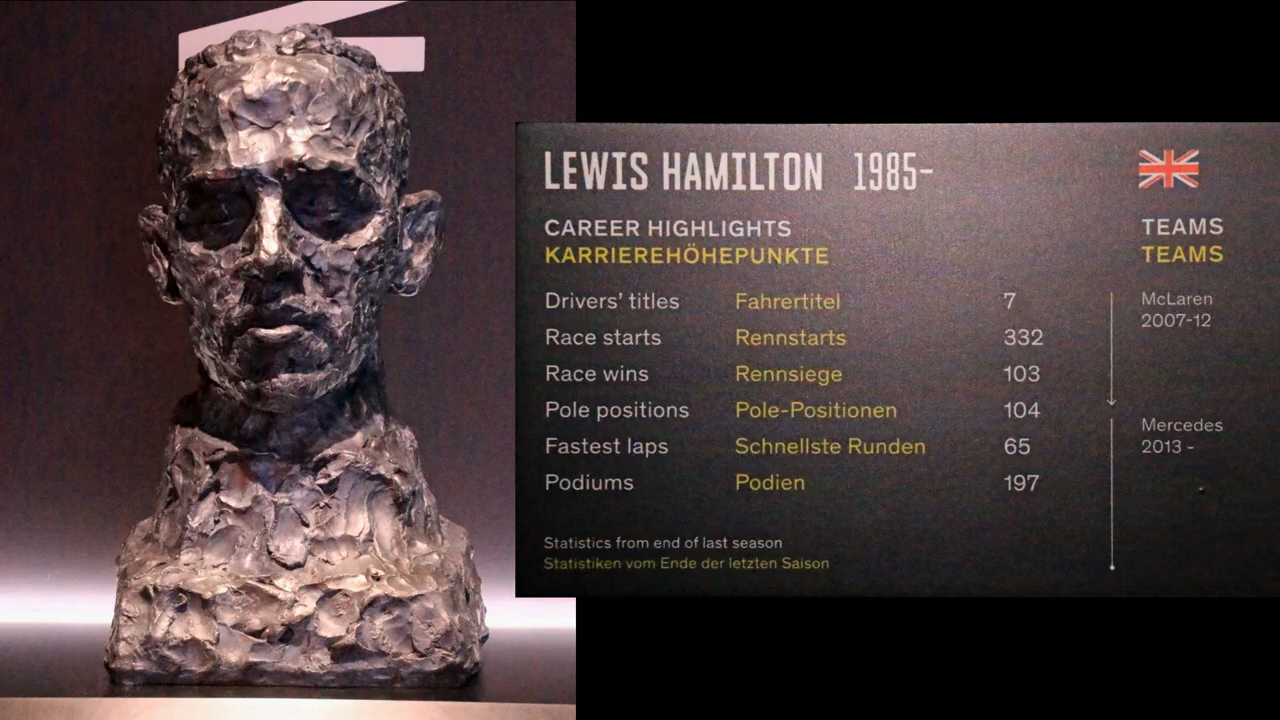 LEWIS HAMILTON 1985-
CAREER HIGHLIGHTS
KARRIEREHÖHEPUNKTE
Drivers' titles Fahrertitel 7
Race starts Rennstarts 332
Race wins Rennsiege 103
Pole positions Pole-Positionen 104
Fastest laps Schnellste Runden 65
Podiums Podien 197
Statistics from end of last season
Statistiken vom Ende der letzten Saison
TEAMS
TEAMS
McLaren
2007-12
Mercedes
2013 -